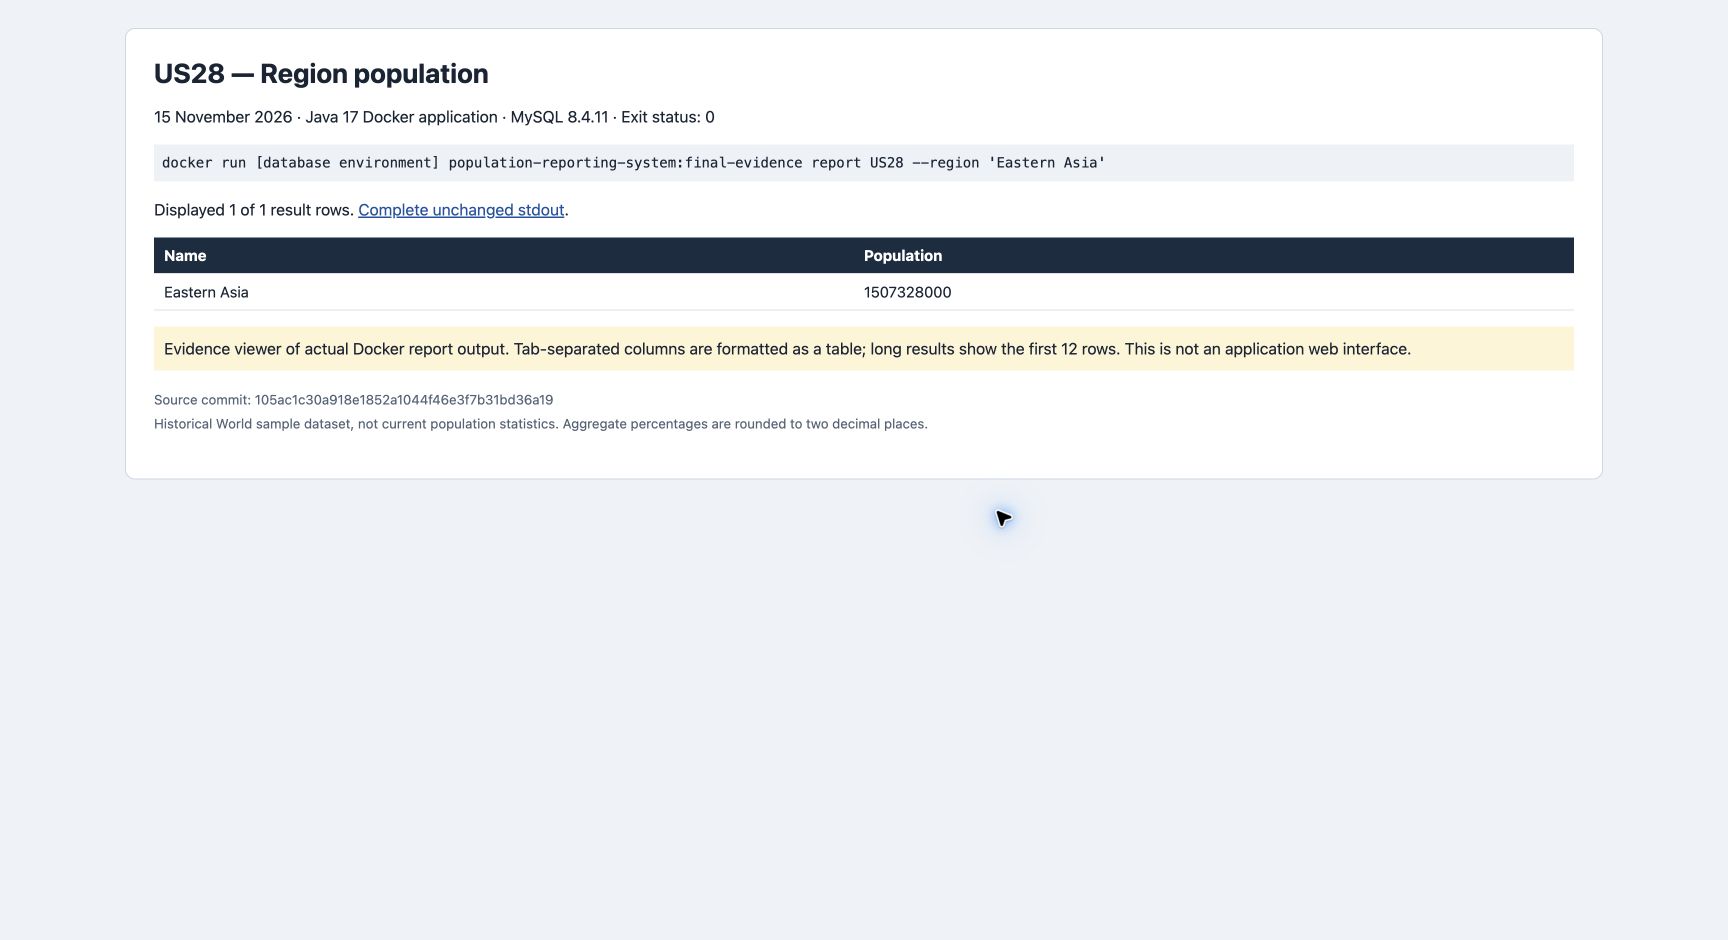 US28 — Region population
15 November 2026 · Java 17 Docker application · MySQL 8.4.11 · Exit status: 0
docker run [database environment] population-reporting-system:final-evidence report US28 --region 'Eastern Asia'
Displayed 1 of 1 result rows. Complete unchanged stdout.
Name Population
Eastern Asia 1507328000
Evidence viewer of actual Docker report output. Tab-separated columns are formatted as a table; long results show the first 12 rows. This is not an application web interface.
Source commit: 105ac1c30a918e1852a1044f46e3f7b31bd36a19
Historical World sample dataset, not current population statistics. Aggregate percentages are rounded to two decimal places.